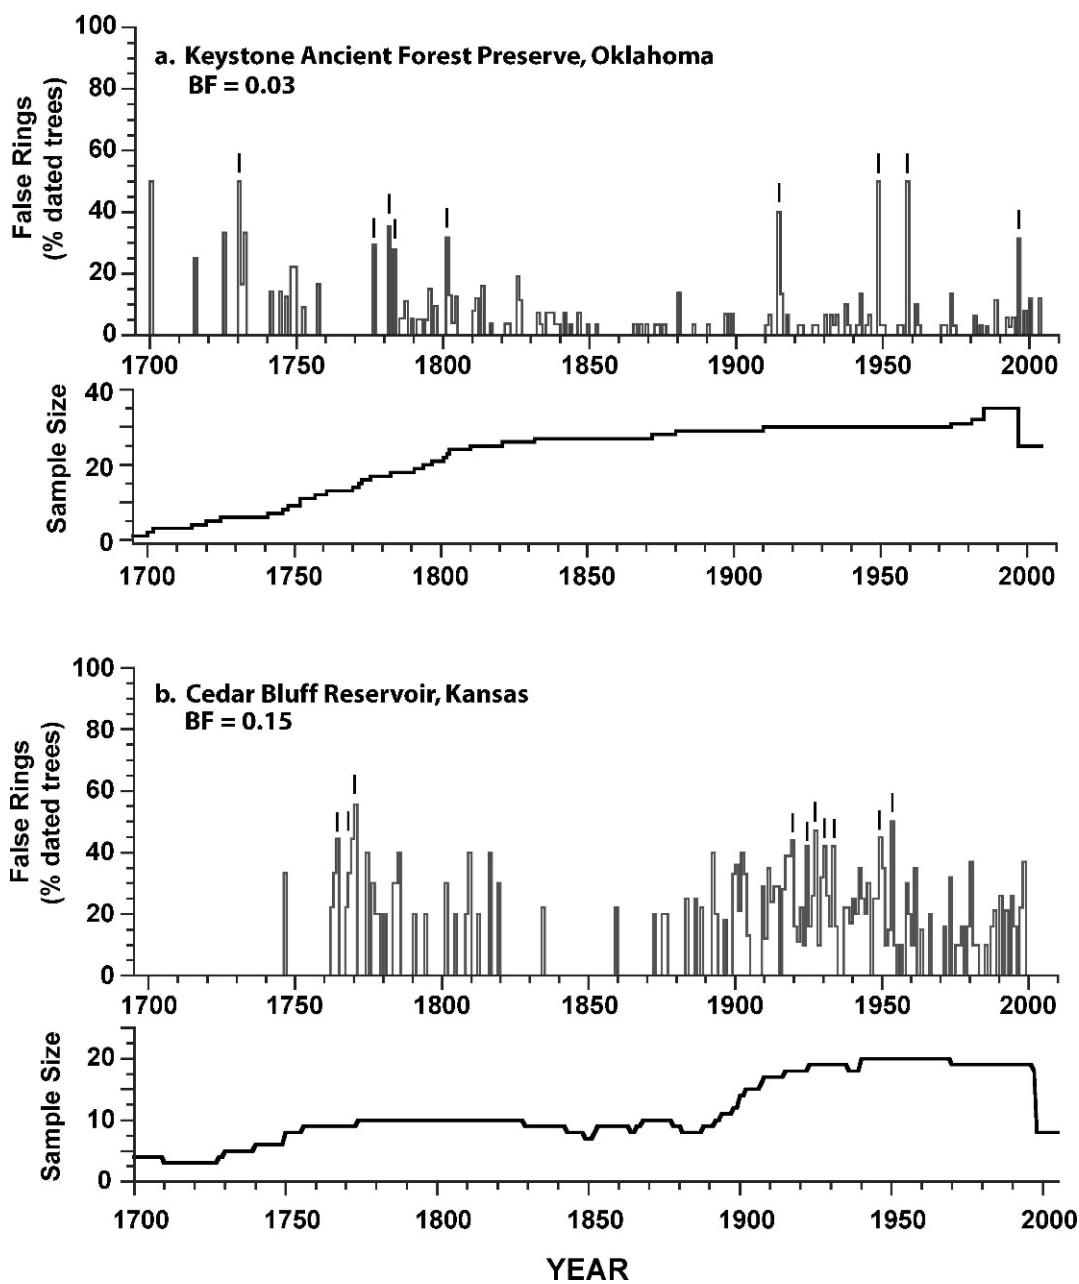 a. Keystone Ancient Forest Preserve, Oklahoma
BF = 0.03
False Rings
(% dated trees)
100
80
60
40
20
0
1700 1750 1800 1850 1900 1950 2000
Sample Size
40
20
0
1700 1750 1800 1850 1900 1950 2000
b. Cedar Bluff Reservoir, Kansas
BF = 0.15
False Rings
(% dated trees)
100
80
60
40
20
0
1700 1750 1800 1850 1900 1950 2000
Sample Size
20
10
0
1700 1750 1800 1850 1900 1950 2000
YEAR